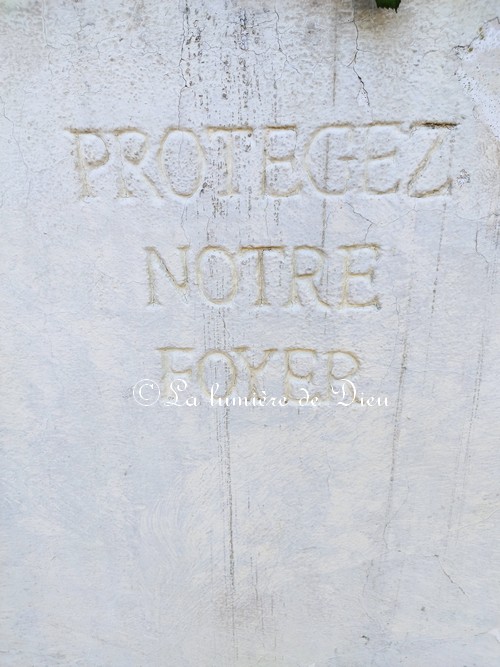 PROTEGEZ
NOTRE
FOYER
©La lumière de Dieu